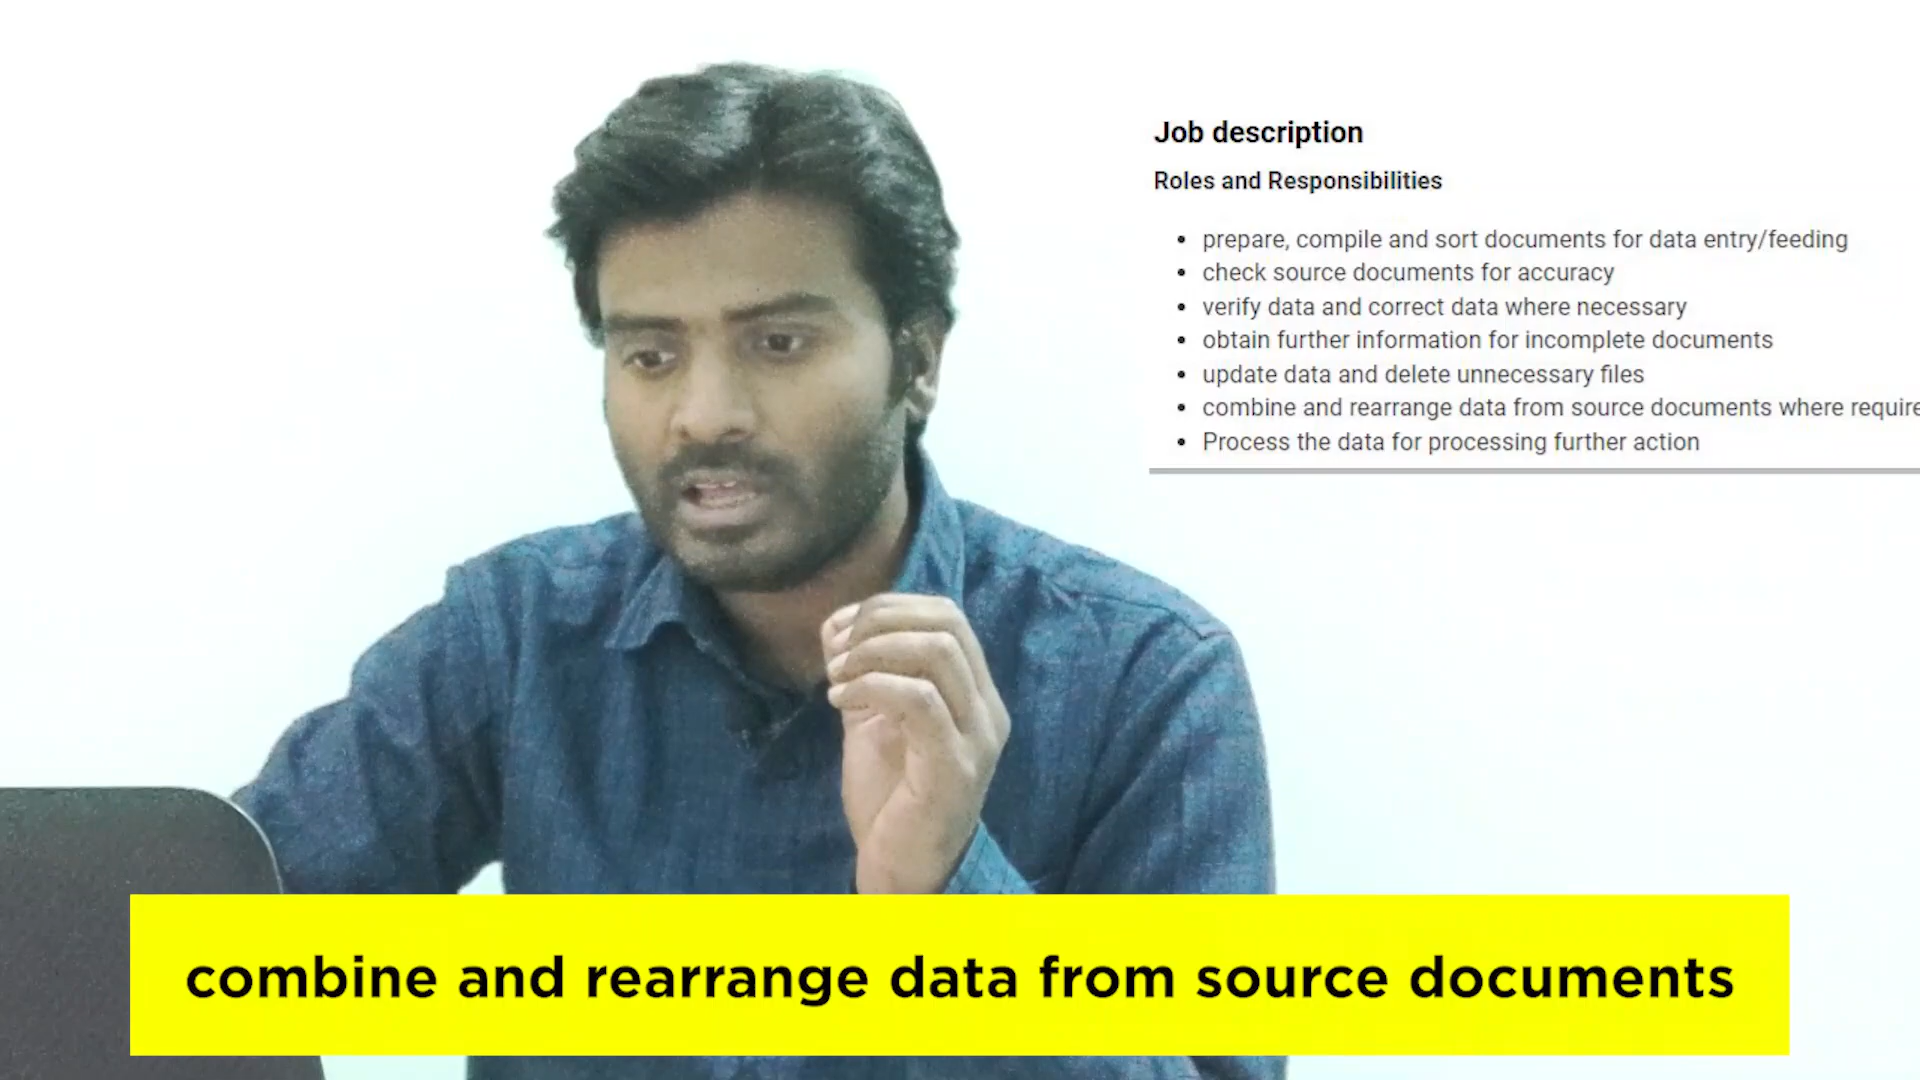 Job description
Roles and Responsibilities
• prepare, compile and sort documents for data entry/feeding
• check source documents for accuracy
• verify data and correct data where necessary
• obtain further information for incomplete documents
• update data and delete unnecessary files
• combine and rearrange data from source documents where require
• Process the data for processing further action
combine and rearrange data from source documents